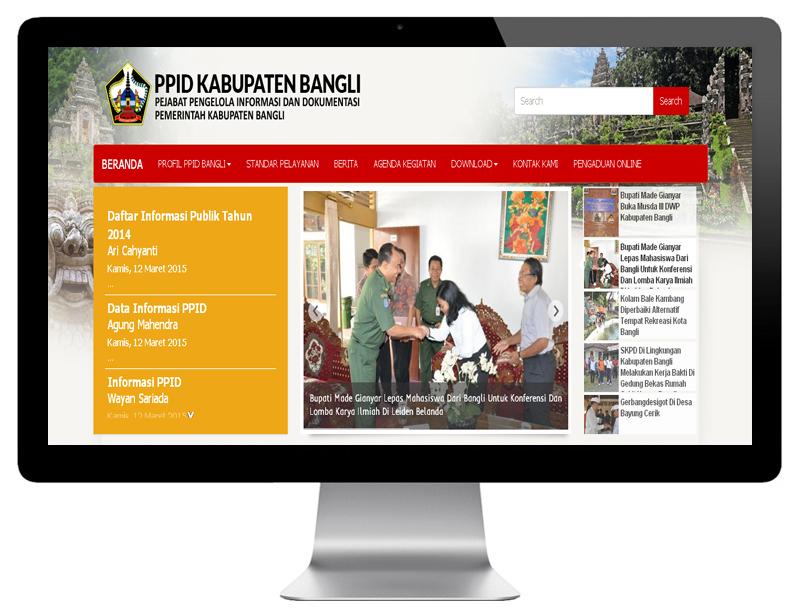 PPID KABUPATEN BANGLI
PEJABAT PENGELOLA INFORMASI DAN DOKUMENTASI
PEMERINTAH KABUPATEN BANGLI
Search
Search
BERANDA
PROFIL PPID BANGLI
STANDAR PELAYANAN
BERITA
AGENDA KEGIATAN
DOWNLOAD
KONTAK KAMI
PENGADUAN ONLINE
Daftar Informasi Publik Tahun
2014
Ari Cahyanti
Kamis, 12 Maret 2015
...
Data Informasi PPID
Agung Mahendra
Kamis, 12 Maret 2015
...
Informasi PPID
Wayan Sariada
Kamis, 12 Maret 2015
Bupati Made Gianyar Lepas Mahasiswa Dari Bangli Untuk Konferensi Dan
Lomba Karya Ilmiah Di Leiden Belanda
Bupati Made Gianyar
Buka Musda III DWP
Kabupaten Bangli
Bupati Made Gianyar
Lepas Mahasiswa Dari
Bangli Untuk Konferensi
Dan Lomba Karya Ilmiah
Kolam Bale Kambang
Diperbaiki Alternatif
Tempat Rekreasi Kota
Bangli
SKPD Di Lingkungan
Kabupaten Bangli
Melakukan Kerja Bakti Di
Gedung Bekas Rumah
Gerbangdesigot Di Desa
Bayung Cerik